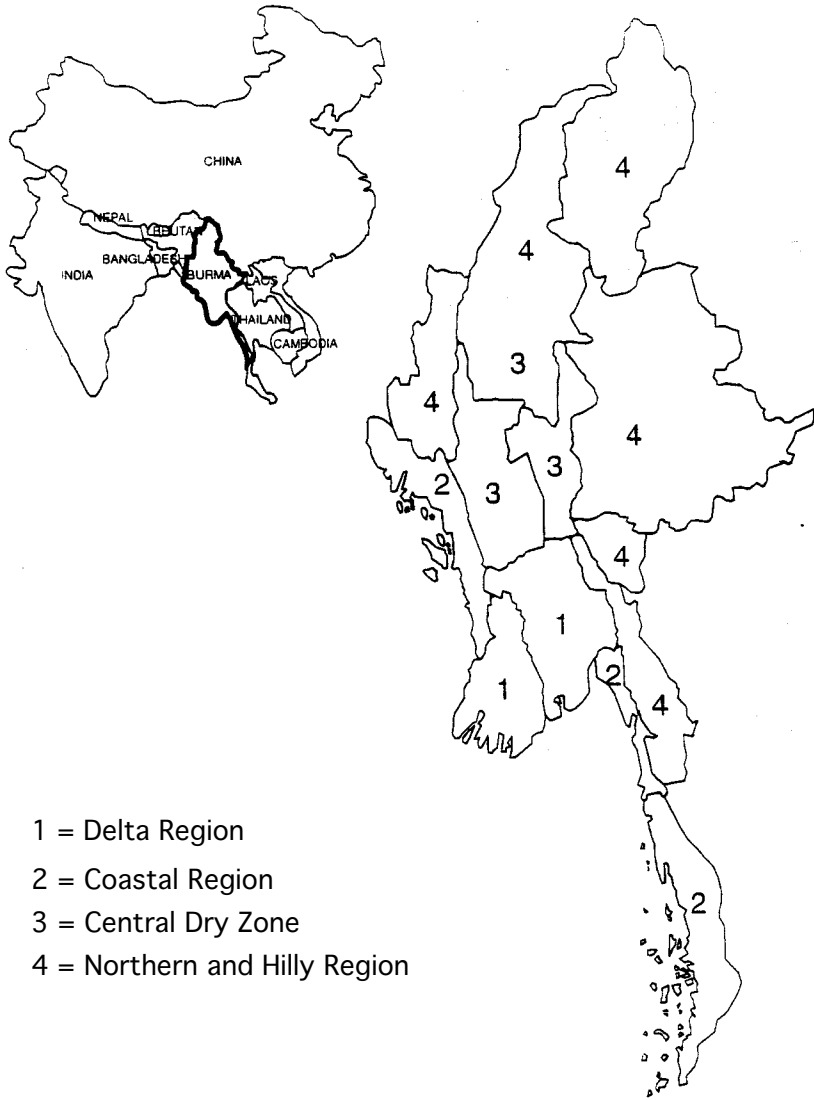 CHINA
NEPAL
BHUTAN
BANGLADESH
INDIA
BURMA
LAOS
THAILAND
CAMBODIA
4
4
3
4
4
3
2
3
4
1
2
1
4
2
1 = Delta Region
2 = Coastal Region
3 = Central Dry Zone
4 = Northern and Hilly Region